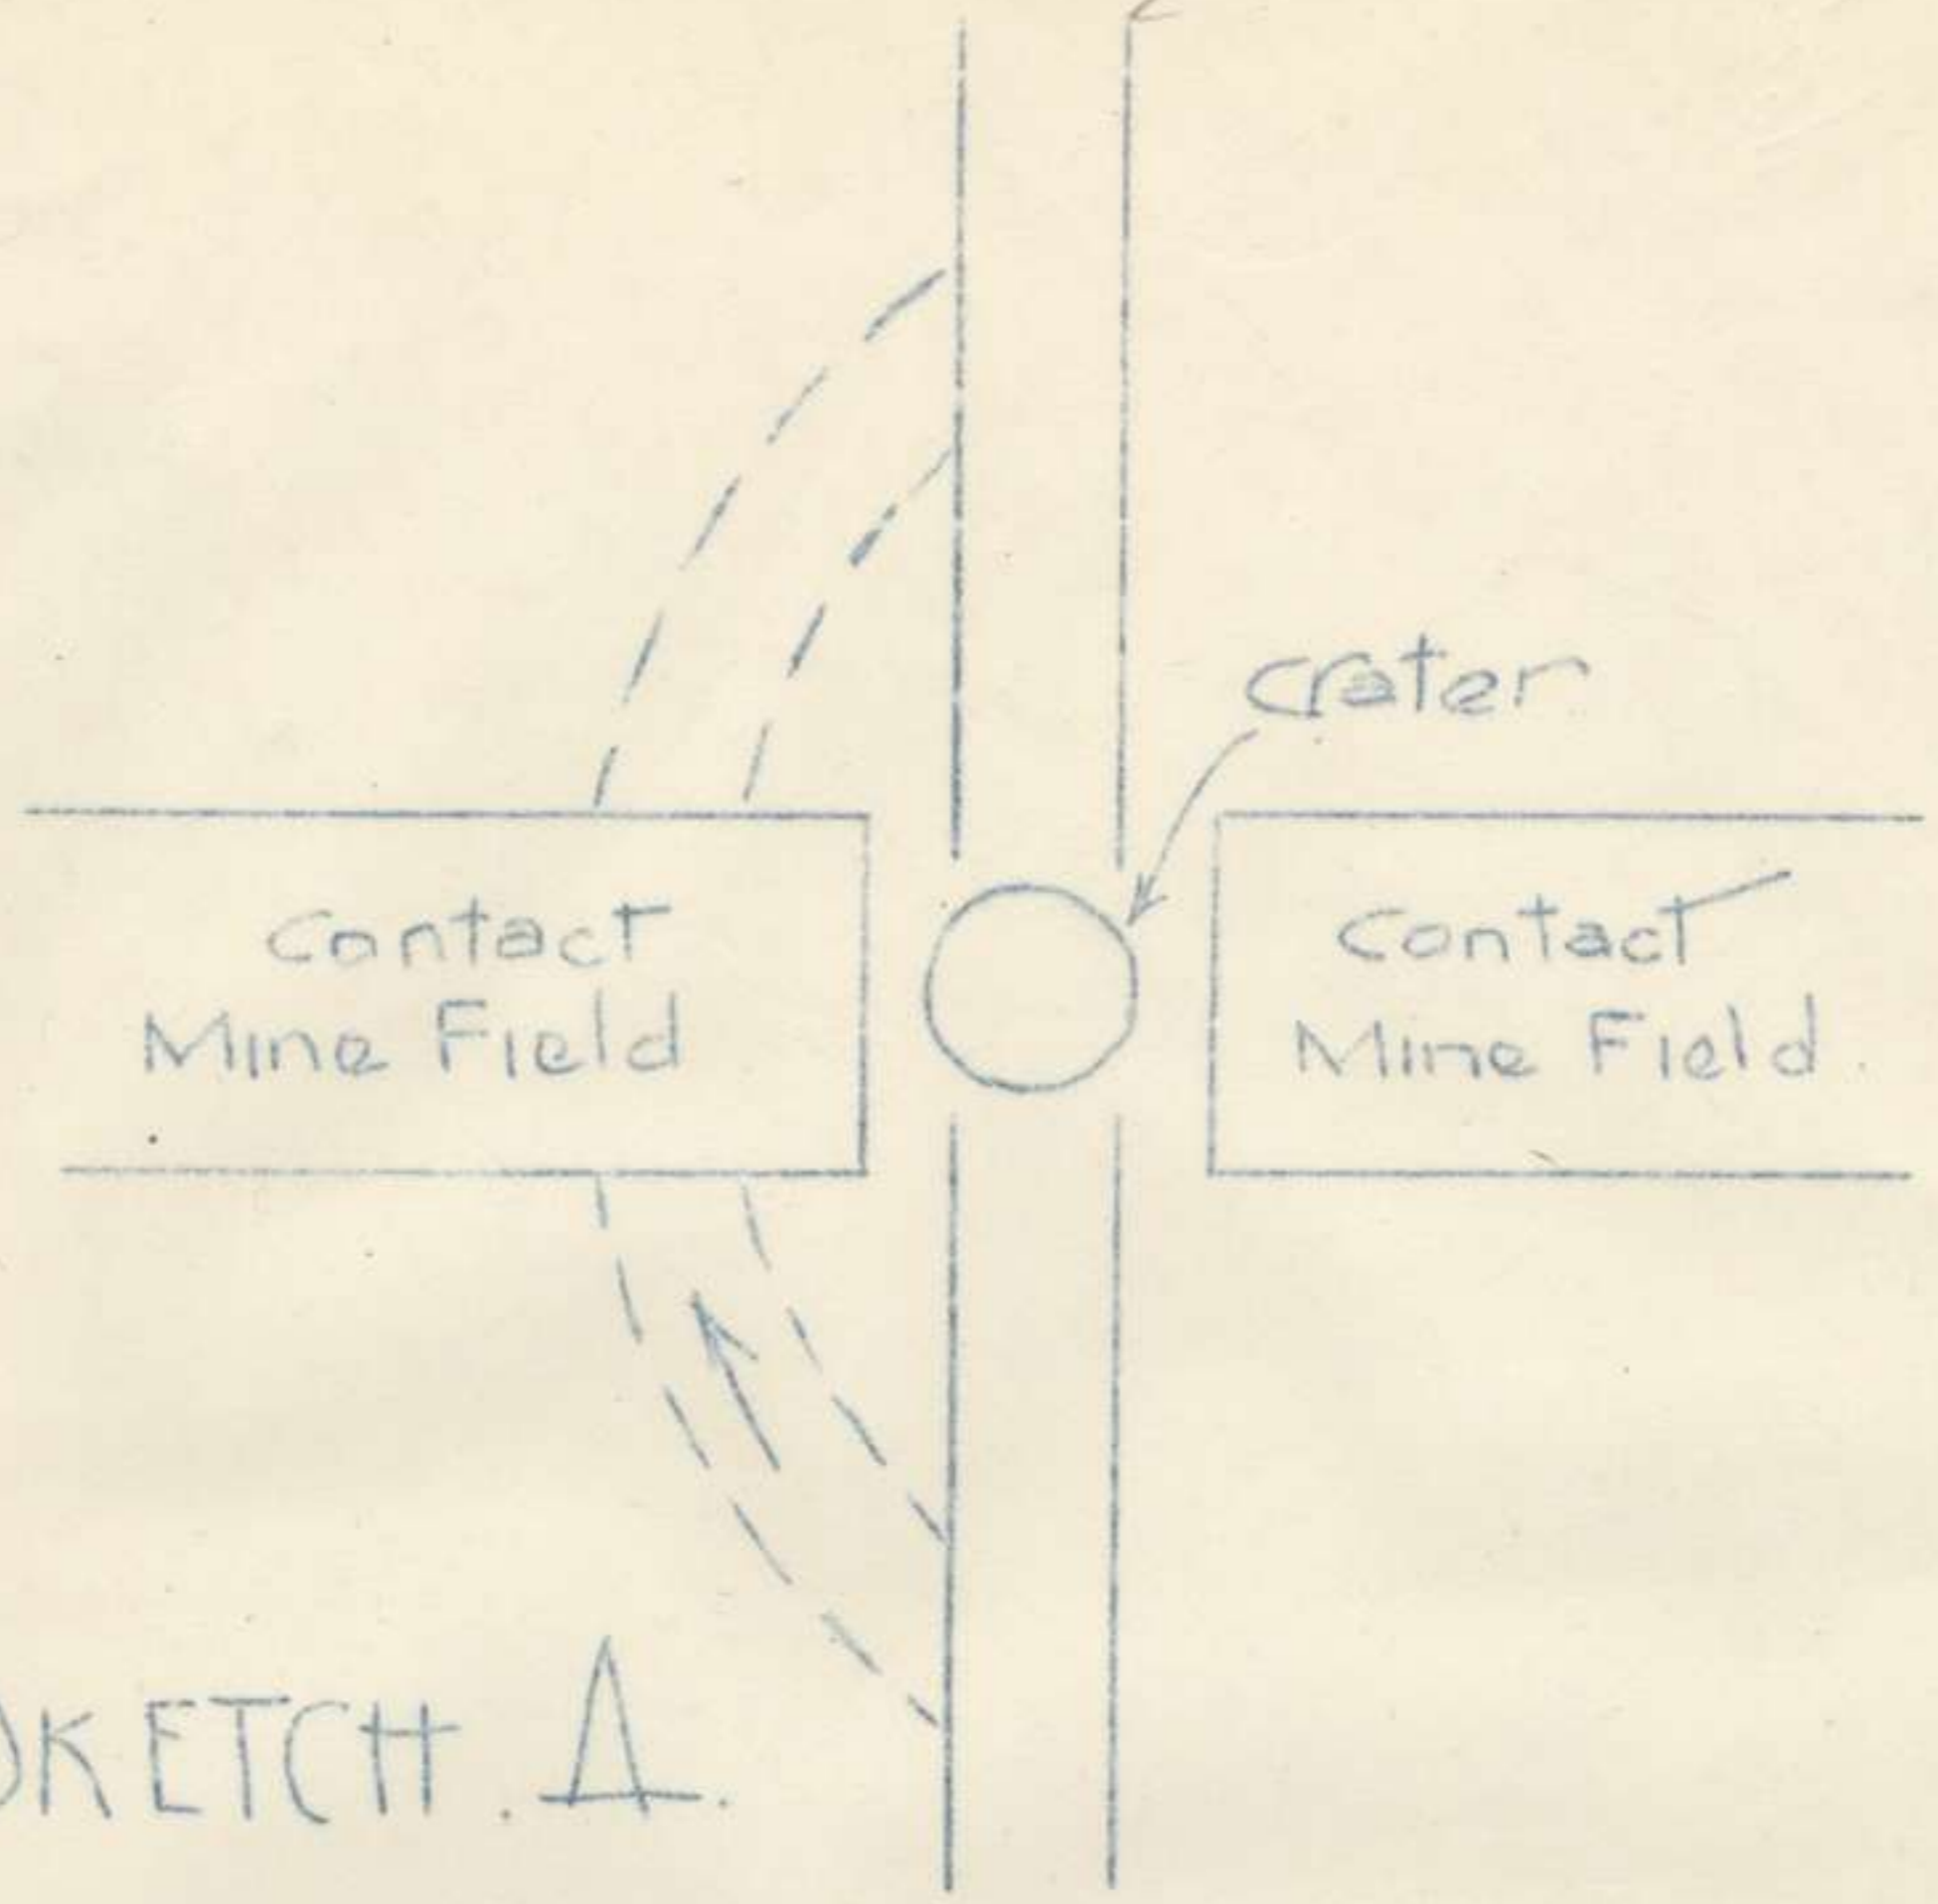 crater
Contact
Mine Field
Contact
Mine Field.
SKETCH. A.